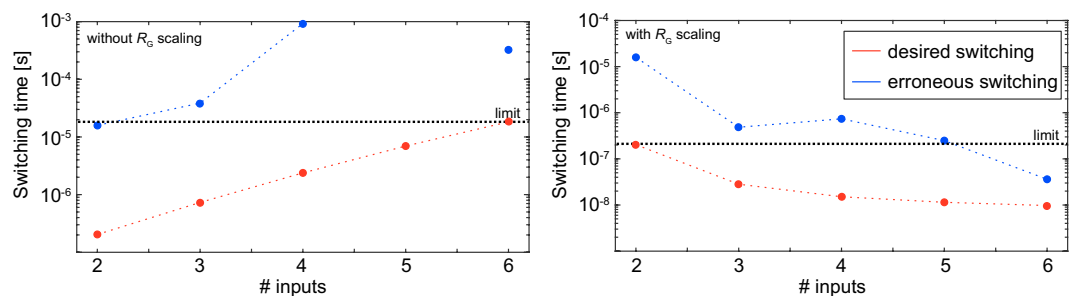 Switching time [s]
10⁻³
10⁻⁴
10⁻⁵
10⁻⁶
without R_G scaling
limit
2 3 4 5 6
# inputs
Switching time [s]
10⁻⁴
10⁻⁵
10⁻⁶
10⁻⁷
10⁻⁸
with R_G scaling
desired switching
erroneous switching
limit
2 3 4 5 6
# inputs